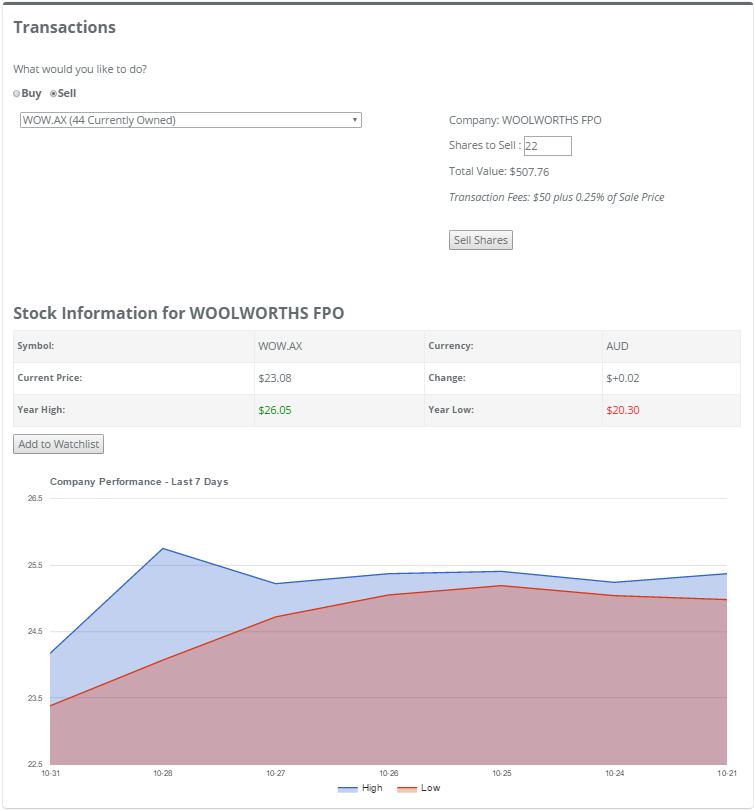 Transactions
What would you like to do?
Buy Sell
WOW.AX (44 Currently Owned)
Company: WOOLWORTHS FPO
Shares to Sell : 22
Total Value: $507.76
Transaction Fees: $50 plus 0.25% of Sale Price
Sell Shares
Stock Information for WOOLWORTHS FPO
Symbol: WOW.AX Currency: AUD
Current Price: $23.08 Change: $+0.02
Year High: $26.05 Year Low: $20.30
Add to Watchlist
Company Performance - Last 7 Days
26.5
25.5
24.5
23.5
22.5
10-31 10-28 10-27 10-26 10-25 10-24 10-21
High Low